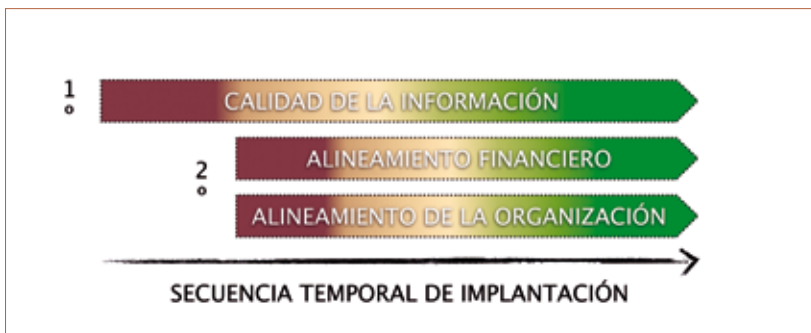 1º
CALIDAD DE LA INFORMACIÓN
2º
ALINEAMIENTO FINANCIERO
ALINEAMIENTO DE LA ORGANIZACIÓN
SECUENCIA TEMPORAL DE IMPLANTACIÓN